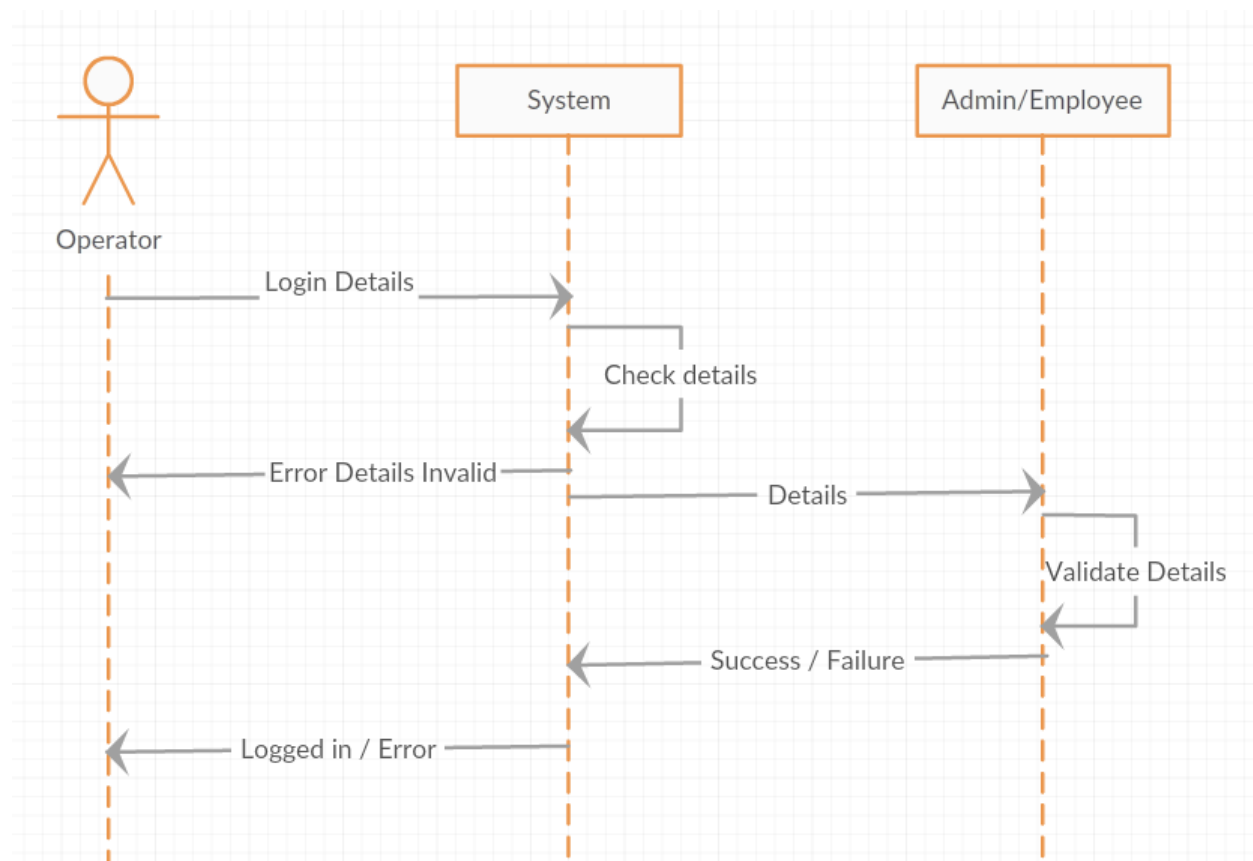 System
Admin/Employee
Operator
Login Details
Check details
Error Details Invalid
Details
Validate Details
Success / Failure
Logged in / Error